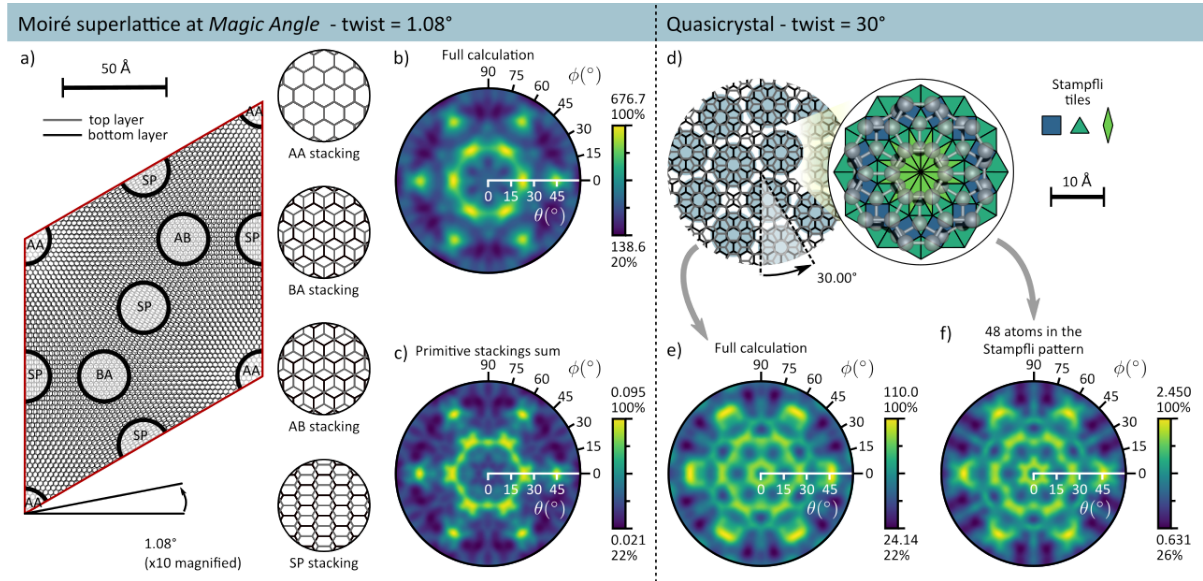 Moiré superlattice at Magic Angle - twist = 1.08°
a)
50 Å
top layer
bottom layer
AA
SP
AB
SP
AA
SP
SP
BA
AA
SP
AA
1.08°
(x10 magnified)
AA stacking
BA stacking
AB stacking
SP stacking
b)
Full calculation
90
75
60
45
30
15
0
ϕ(°)
0 15 30 45
θ(°)
676.7
100%
138.6
20%
c)
Primitive stackings sum
90
75
60
45
30
15
0
ϕ(°)
0 15 30 45
θ(°)
0.095
100%
0.021
22%
Quasicrystal - twist = 30°
d)
30.00°
Stampfli
tiles
10 Å
e)
Full calculation
90
75
60
45
30
15
0
ϕ(°)
0 15 30 45
θ(°)
110.0
100%
24.14
22%
f)
48 atoms in the
Stampfli pattern
90
75
60
45
30
15
0
ϕ(°)
0 15 30 45
θ(°)
2.450
100%
0.631
26%